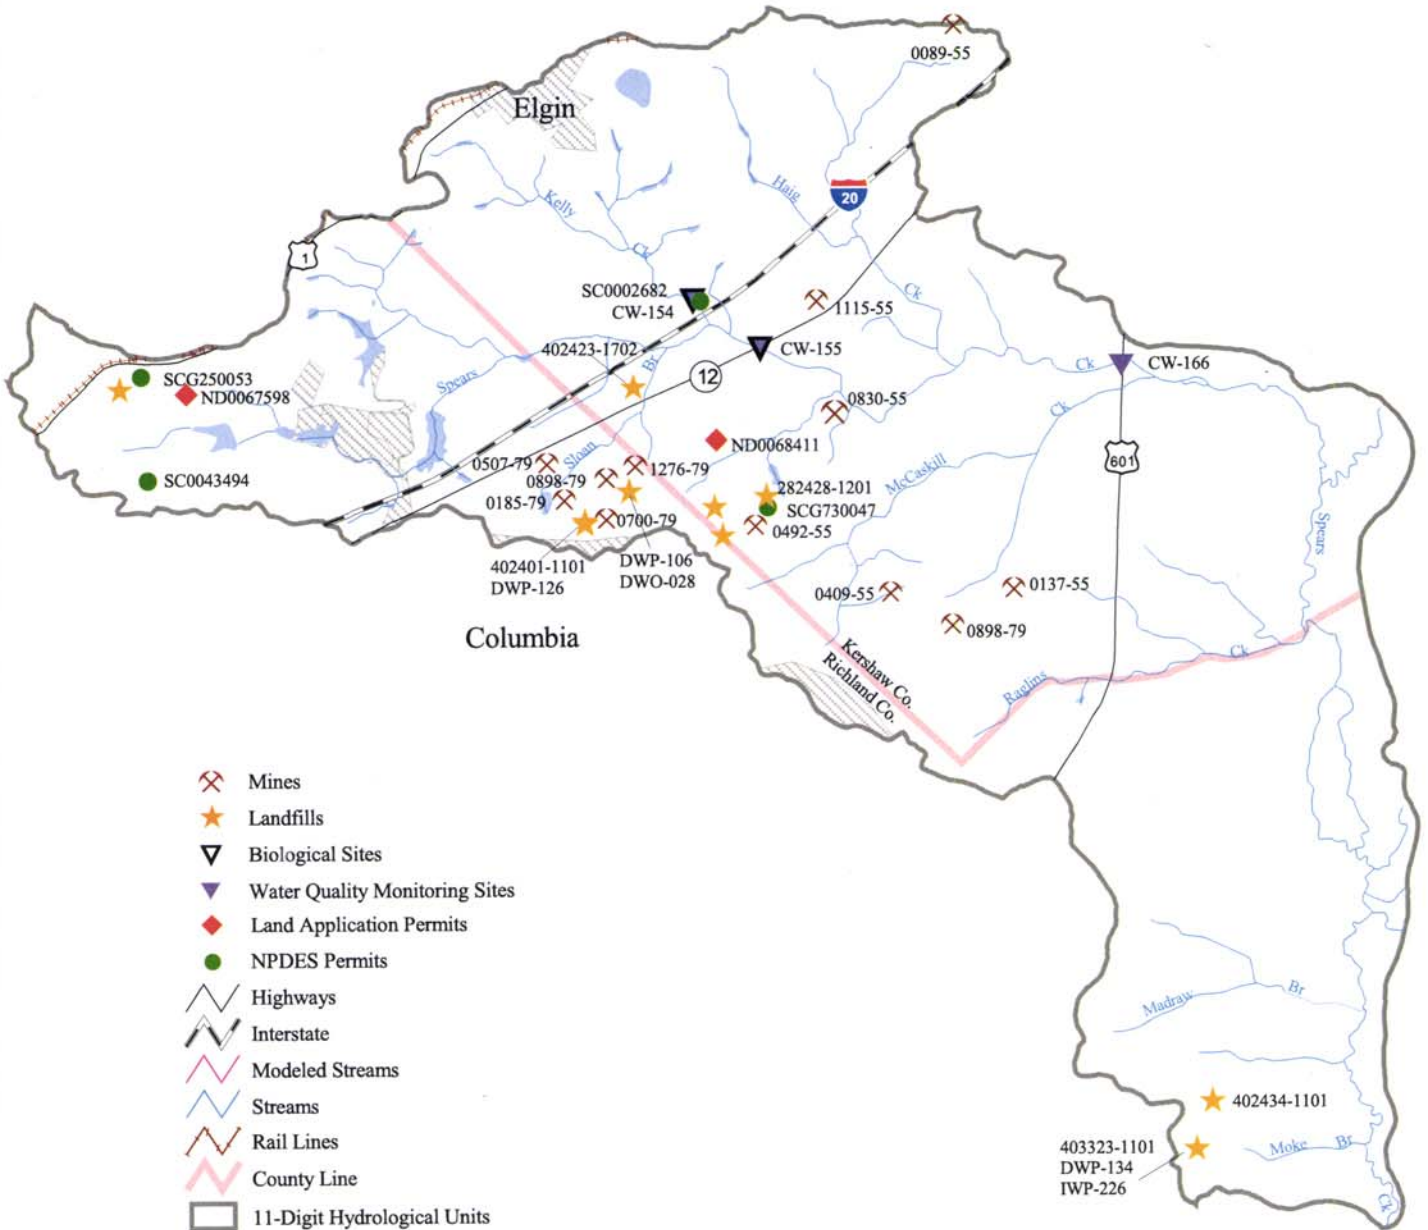 0089-55
Elgin
20
Haig
Kelly
Ck
1
SC0002682
CW-154
Ck
1115-55
402423-1702
Br
CW-155
12
Ck
CW-166
SCG250053
ND0067598
Spears
0830-55
Ck
ND0068411
601
Sloan
0507-79
1276-79
0898-79
McCaskill
282428-1201
0185-79
SCG730047
SC0043494
0700-79
0492-55
Spears
402401-1101
DWP-126
DWP-106
DWO-028
0409-55
0137-55
0898-79
Columbia
Kershaw Co.
Richland Co.
Raglins
Ck
Mines
Landfills
Biological Sites
Water Quality Monitoring Sites
Land Application Permits
NPDES Permits
Highways
Interstate
Modeled Streams
Streams
Rail Lines
County Line
11-Digit Hydrological Units
Madraw
Br
402434-1101
403323-1101
DWP-134
IWP-226
Moke
Br
Ck